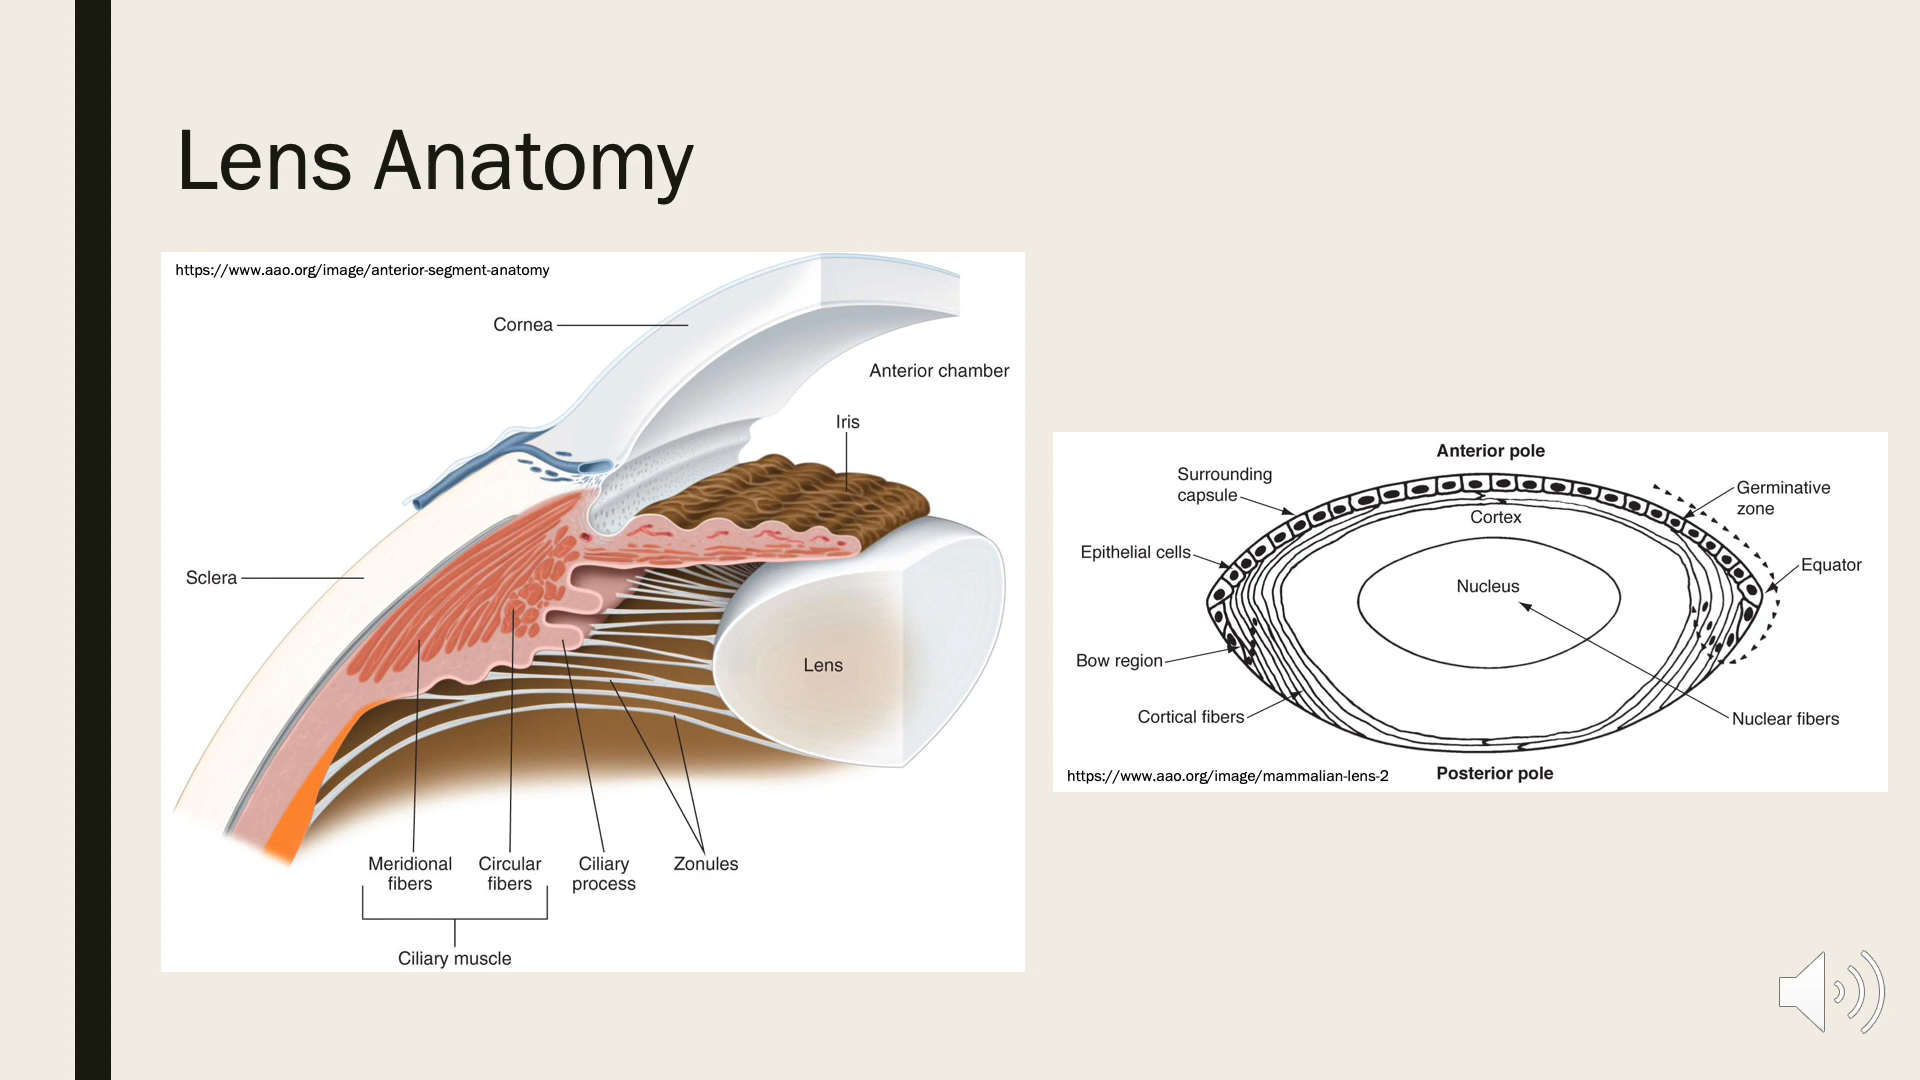 Lens Anatomy
https://www.aao.org/image/anterior-segment-anatomy
Cornea
Anterior chamber
Iris
Sclera
Lens
Meridional
fibers
Circular
fibers
Ciliary
process
Zonules
Ciliary muscle
Anterior pole
Surrounding
capsule
Germinative
zone
Cortex
Epithelial cells
Equator
Nucleus
Bow region
Cortical fibers
Nuclear fibers
https://www.aao.org/image/mammalian-lens-2
Posterior pole